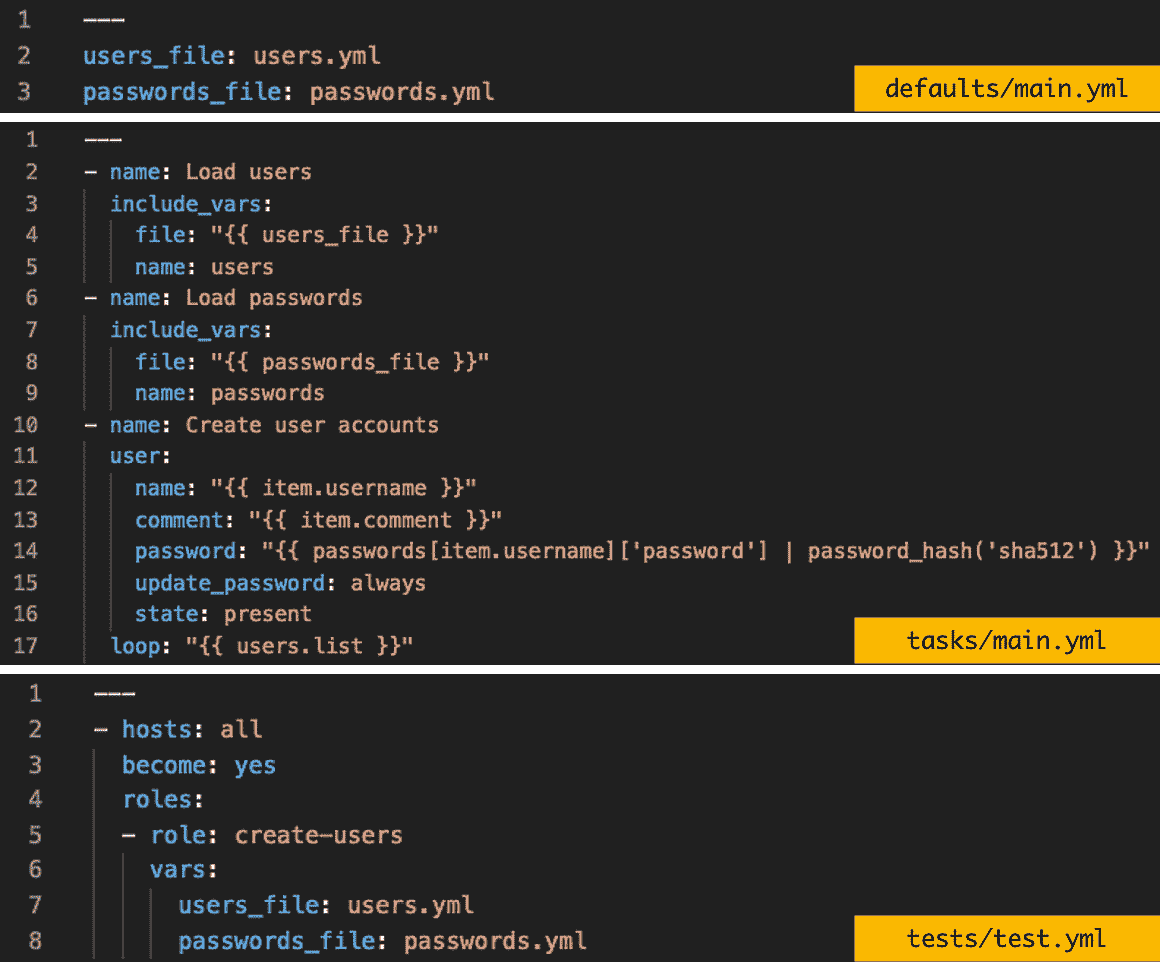 1 ---
2 users_file: users.yml
3 passwords_file: passwords.yml
defaults/main.yml
1 ---
2 - name: Load users
3   include_vars:
4     file: "{{ users_file }}"
5     name: users
6 - name: Load passwords
7   include_vars:
8     file: "{{ passwords_file }}"
9     name: passwords
10 - name: Create user accounts
11   user:
12     name: "{{ item.username }}"
13     comment: "{{ item.comment }}"
14     password: "{{ passwords[item.username]['password'] | password_hash('sha512') }}"
15     update_password: always
16     state: present
17   loop: "{{ users.list }}"
tasks/main.yml
1 ---
2 - hosts: all
3   become: yes
4   roles:
5   - role: create-users
6     vars:
7       users_file: users.yml
8       passwords_file: passwords.yml
tests/test.yml